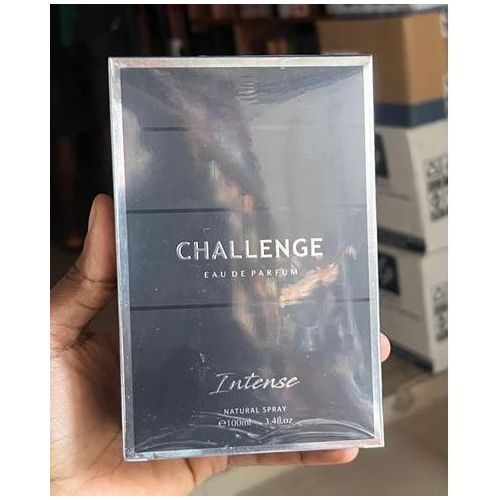 CHALLENGE
EAU DE PARFUM
Intense
NATURAL SPRAY
℮100ml 3.4fl.oz